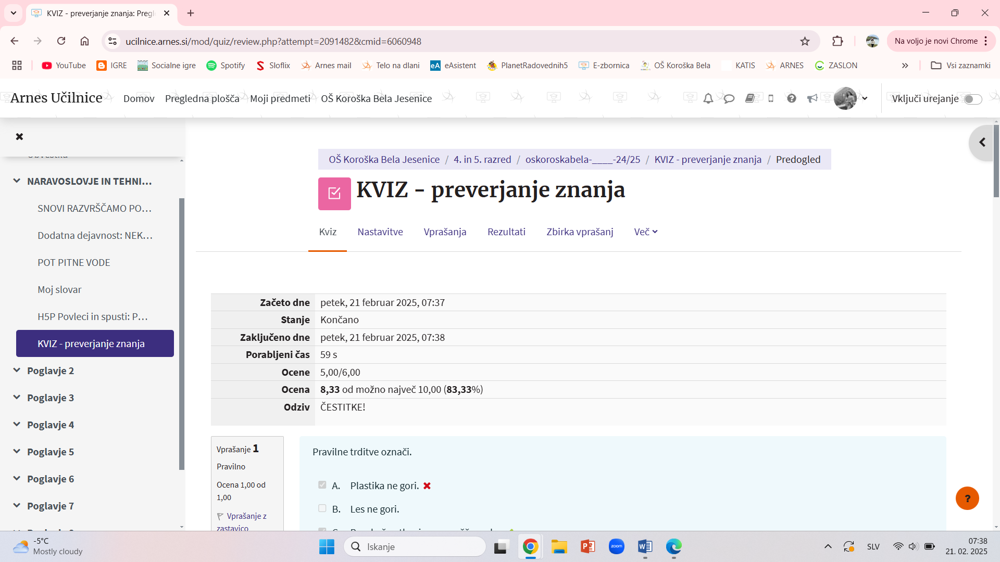 KVIZ - preverjanje znanja: Pregl
ucilnice.arnes.si/mod/quiz/review.php?attempt=2091482&cmid=6060948
Na voljo je novi Chrome
YouTube IGRE Socialne igre Spotify Sloflix Arnes mail Telo na dlani eA eAsistent PlanetRadovednih5 E-zbornica OŠ Koroška Bela KATIS ARNES ZASLON Vsi zaznamki
Arnes Učilnice Domov Pregledna plošča Moji predmeti OŠ Koroška Bela Jesenice Vključi urejanje
NARAVOSLOVJE IN TEHNI...
SNOVI RAZVRŠČAMO PO...
Dodatna dejavnost: NEK...
POT PITNE VODE
Moj slovar
H5P Povleci in spusti: P...
KVIZ - preverjanje znanja
Poglavje 2
Poglavje 3
Poglavje 4
Poglavje 5
Poglavje 6
Poglavje 7
OŠ Koroška Bela Jesenice / 4. in 5. razred / oskoroskabela-____-24/25 / KVIZ - preverjanje znanja / Predogled
KVIZ - preverjanje znanja
Kviz Nastavitve Vprašanja Rezultati Zbirka vprašanj Več
Začeto dne petek, 21 februar 2025, 07:37
Stanje Končano
Zaključeno dne petek, 21 februar 2025, 07:38
Porabljeni čas 59 s
Ocene 5,00/6,00
Ocena 8,33 od možno največ 10,00 (83,33%)
Odziv ČESTITKE!
Vprašanje 1
Pravilno
Ocena 1,00 od
1,00
Vprašanje z
zastavico
Pravilne trditve označi.
A. Plastika ne gori.
B. Les ne gori.
?
-5°C
Mostly cloudy
Iskanje
zoom
SLV
07:38
21. 02. 2025